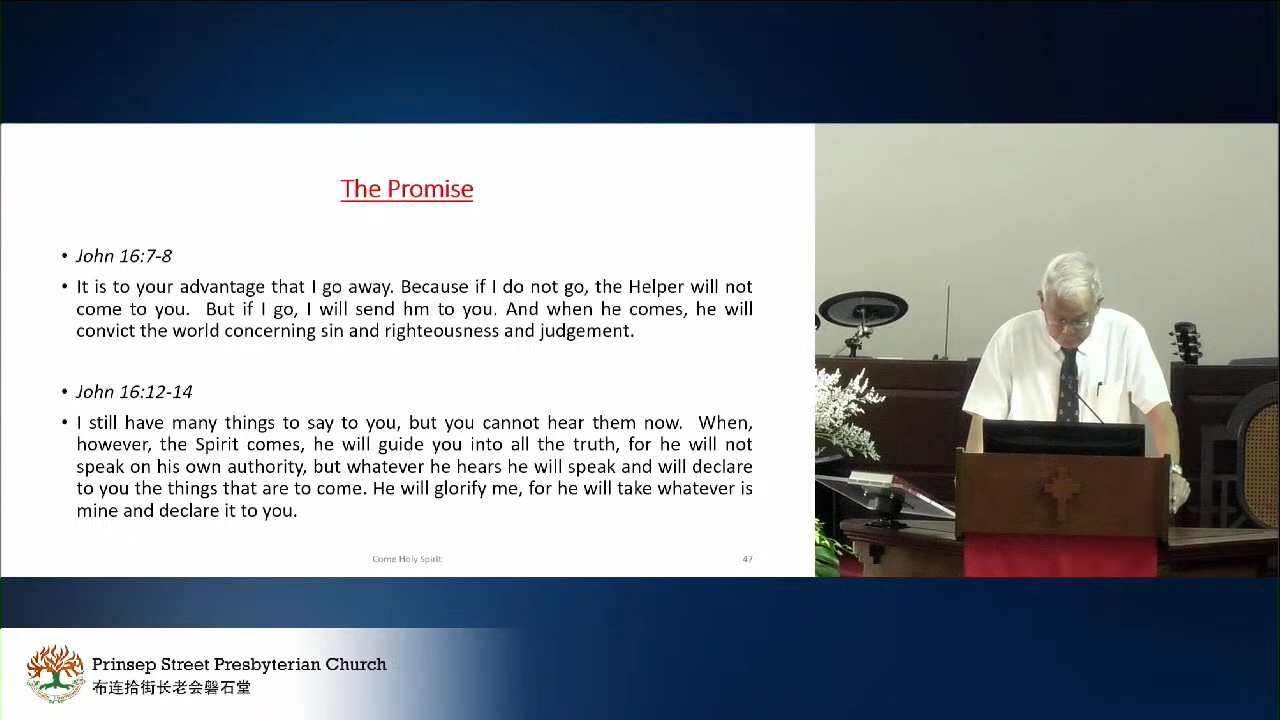 The Promise
• John 16:7-8
• It is to your advantage that I go away. Because if I do not go, the Helper will not
come to you. But if I go, I will send hm to you. And when he comes, he will
convict the world concerning sin and righteousness and judgement.
• John 16:12-14
• I still have many things to say to you, but you cannot hear them now. When,
however, the Spirit comes, he will guide you into all the truth, for he will not
speak on his own authority, but whatever he hears he will speak and will declare
to you the things that are to come. He will glorify me, for he will take whatever is
mine and declare it to you.
Come Holy Spirit
47
Prinsep Street Presbyterian Church
布连拾街长老会磐石堂